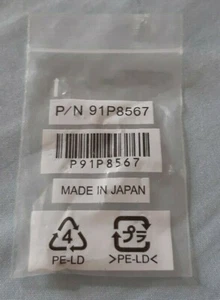 P/N 91P8567
P91P8567
MADE IN JAPAN
4
プラ
PE-LD
>PE-LD<